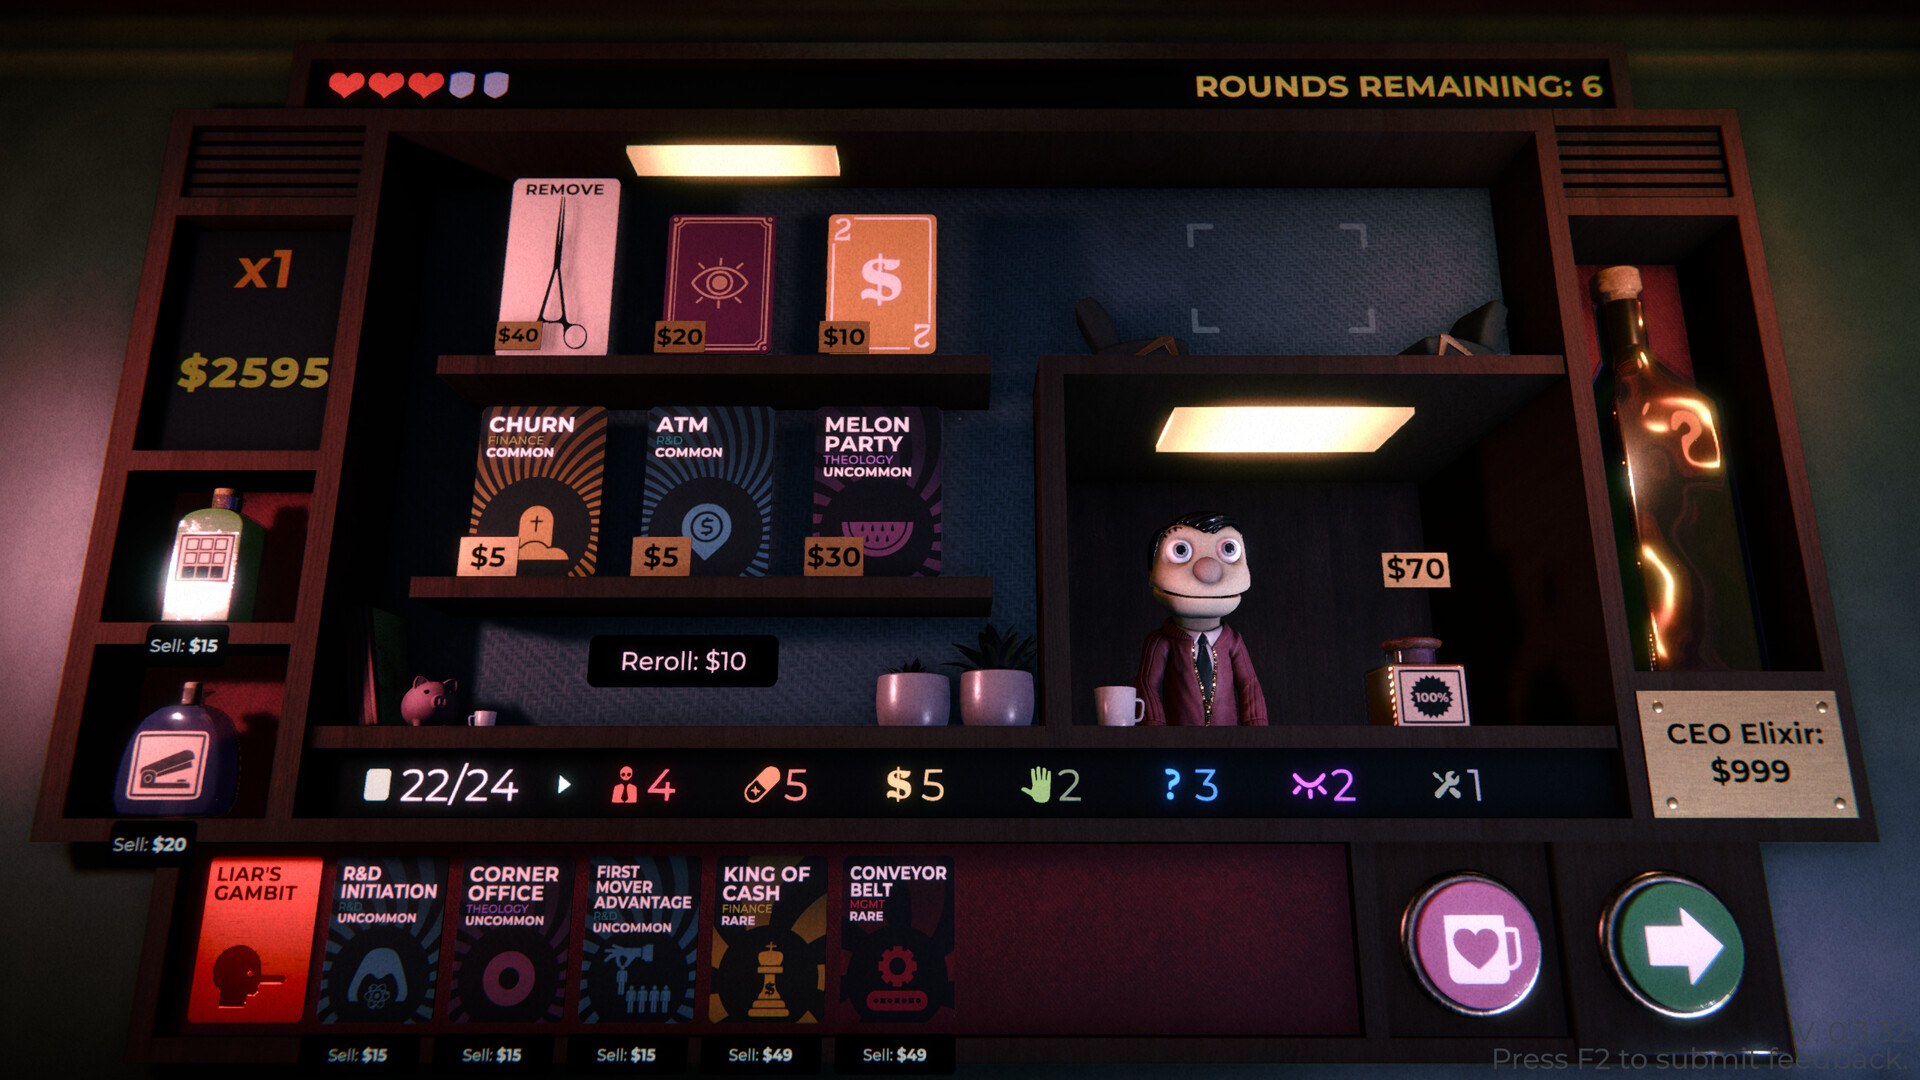 ROUNDS REMAINING: 6
x1
$2595
REMOVE
$40
$20
2
$
2
$10
CHURN
FINANCE
COMMON
$5
ATM
R&D
COMMON
$
$5
MELON
PARTY
THEOLOGY
UNCOMMON
$30
Sell: $15
Sell: $20
Reroll: $10
$70
100%
?
CEO Elixir:
$999
22/24
4
5
$5
2
?3
2
1
LIAR'S
GAMBIT
R&D
INITIATION
R&D
UNCOMMON
Sell: $15
CORNER
OFFICE
THEOLOGY
UNCOMMON
Sell: $15
FIRST
MOVER
ADVANTAGE
R&D
UNCOMMON
Sell: $15
KING OF
CASH
FINANCE
RARE
$
Sell: $49
CONVEYOR
BELT
MGMT
RARE
Sell: $49
Press F2 to submit feedback.